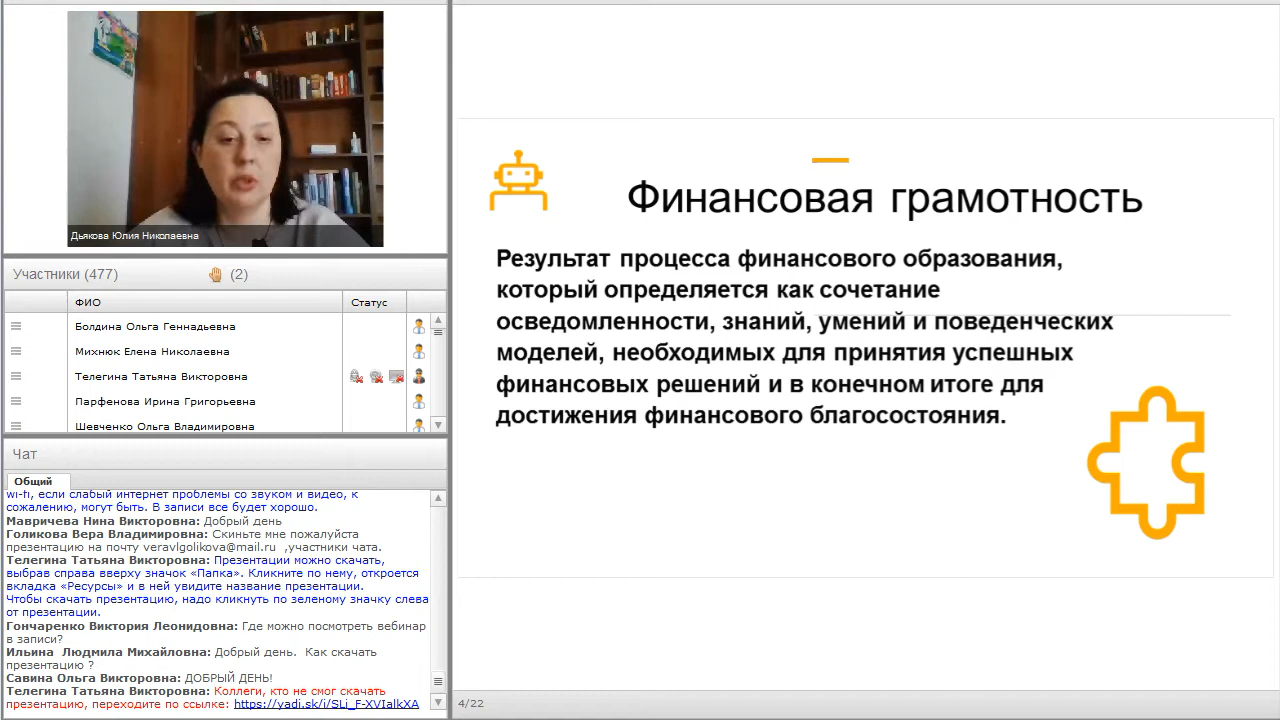 Дьякова Юлия Николаевна
Участники (477)
(2)
ФИО
Статус
Болдина Ольга Геннадьевна
Михнюк Елена Николаевна
Телегина Татьяна Викторовна
Парфенова Ирина Григорьевна
Шевченко Ольга Владимировна
Чат
Общий
wi-fi, если слабый интернет проблемы со звуком и видео, к
сожалению, могут быть. В записи все будет хорошо.
Мавричева Нина Викторовна: Добрый день
Голикова Вера Владимировна: Скиньте мне пожалуйста
презентацию на почту veravlgolikova@mail.ru ,участники чата.
Телегина Татьяна Викторовна: Презентации можно скачать,
выбрав справа вверху значок «Папка». Кликните по нему, откроется
вкладка «Ресурсы» и в ней увидите название презентации.
Чтобы скачать презентацию, надо кликнуть по зеленому значку слева
от презентации.
Гончаренко Виктория Леонидовна: Где можно посмотреть вебинар
в записи?
Ильина Людмила Михайловна: Добрый день. Как скачать
презентацию ?
Савина Ольга Викторовна: ДОБРЫЙ ДЕНЬ!
Телегина Татьяна Викторовна: Коллеги, кто не смог скачать
презентацию, переходите по ссылке: https://yadi.sk/i/SLj_F-XVIalkXA
Финансовая грамотность
Результат процесса финансового образования,
который определяется как сочетание
осведомленности, знаний, умений и поведенческих
моделей, необходимых для принятия успешных
финансовых решений и в конечном итоге для
достижения финансового благосостояния.
4/22